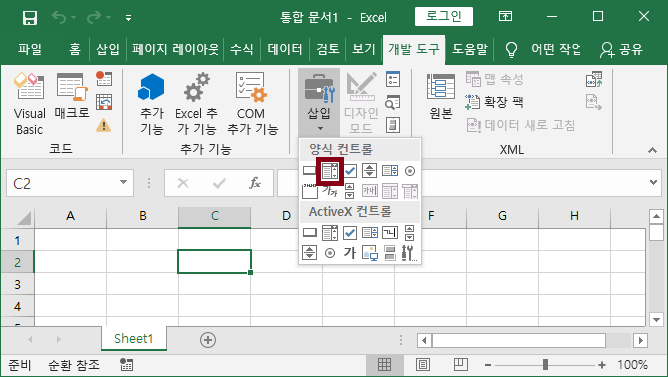 통합 문서1 - Excel
로그인
파일 홈 삽입 페이지 레이아웃 수식 데이터 검토 보기 개발 도구 도움말 어떤 작업 공유
Visual Basic
매크로
코드
추가 기능
Excel 추가 기능
COM 추가 기능
추가 기능
삽입
디자인 모드
원본
맵 속성
확장 팩
데이터 새로 고침
XML
양식 컨트롤
가가
가비
ActiveX 컨트롤
가
C2
fx
A B C D E F G H
1
2
3
4
Sheet1
준비 순환 참조
100%